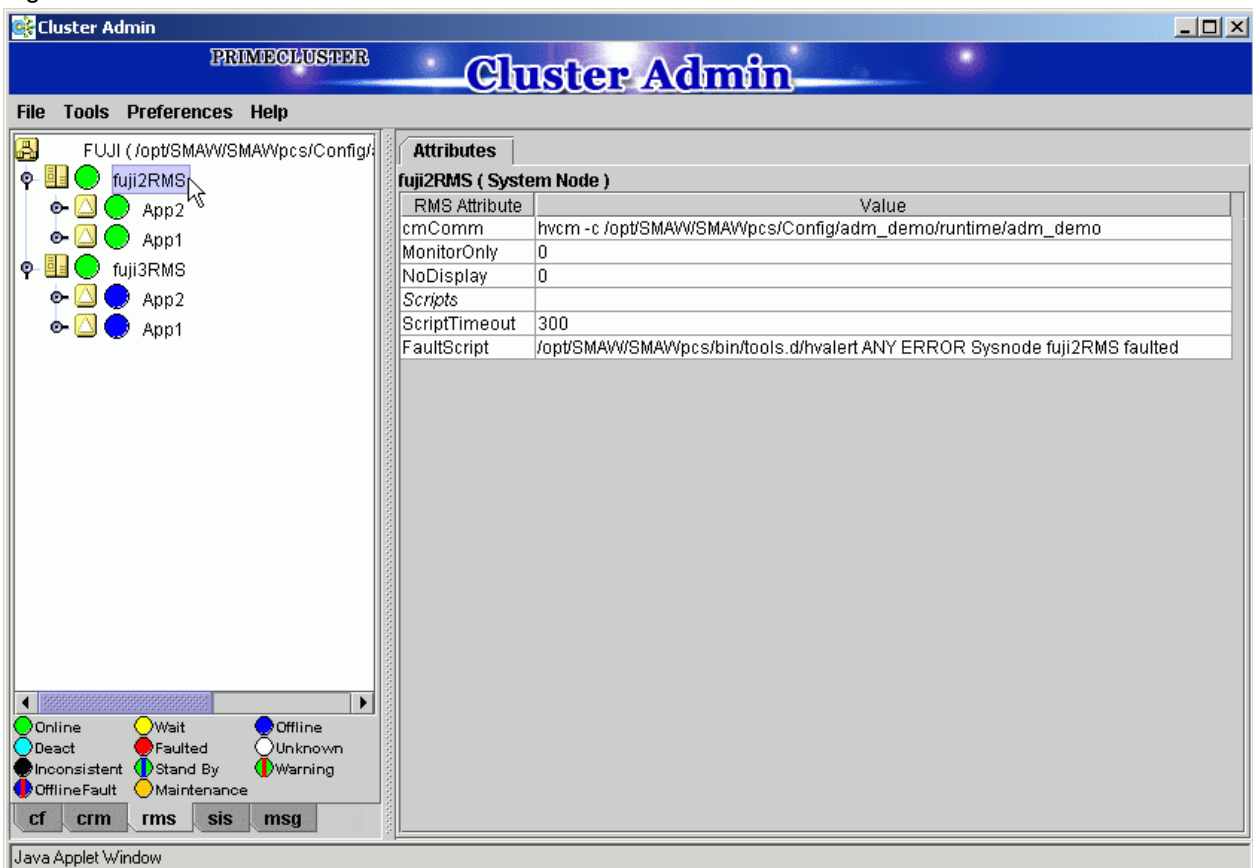 Cluster Admin
PRIMECLUSTER
Cluster Admin
File Tools Preferences Help
FUJI ( /opt/SMAW/SMAWpcs/Config/
fuji2RMS
App2
App1
fuji3RMS
App2
App1
Online Wait Offline
Deact Faulted Unknown
Inconsistent Stand By Warning
OfflineFault Maintenance
cf crm rms sis msg
Attributes
fuji2RMS ( System Node )
RMS Attribute Value
cmComm hvcm -c /opt/SMAW/SMAWpcs/Config/adm_demo/runtime/adm_demo
MonitorOnly 0
NoDisplay 0
Scripts
ScriptTimeout 300
FaultScript /opt/SMAW/SMAWpcs/bin/tools.d/hvalert ANY ERROR Sysnode fuji2RMS faulted
Java Applet Window